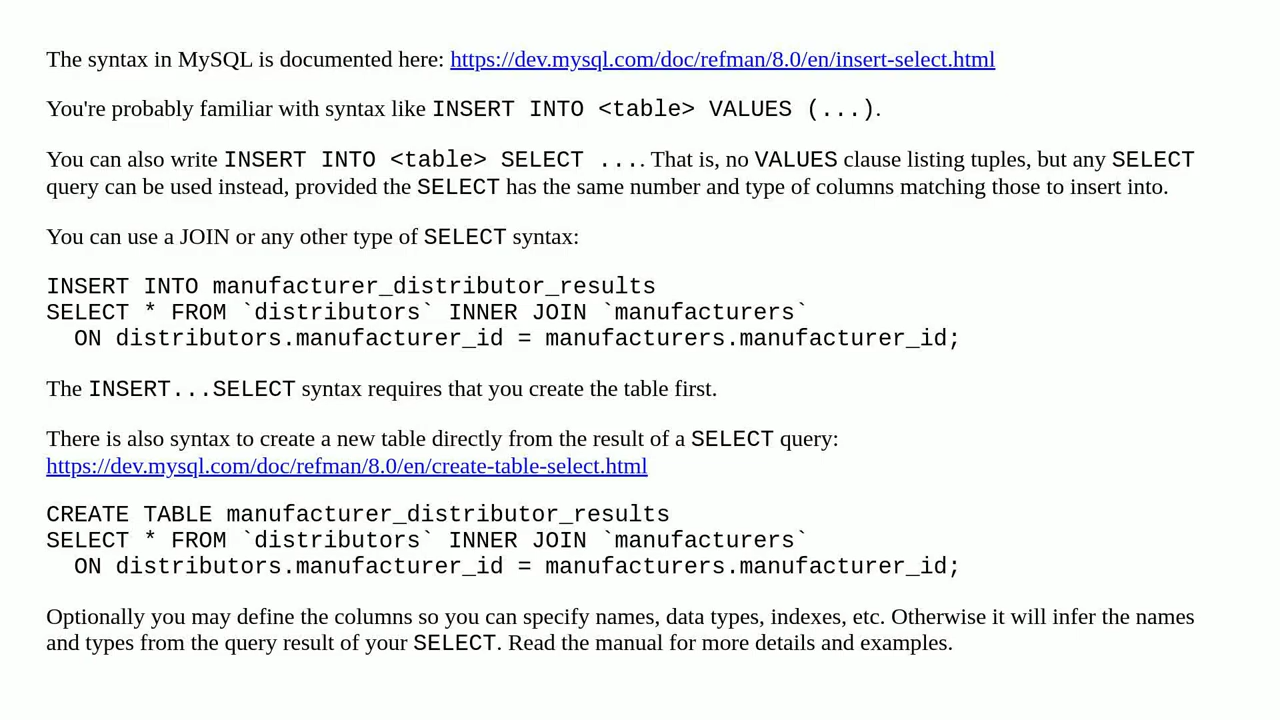 The syntax in MySQL is documented here: https://dev.mysql.com/doc/refman/8.0/en/insert-select.html
You're probably familiar with syntax like INSERT INTO <table> VALUES (...).
You can also write INSERT INTO <table> SELECT .... That is, no VALUES clause listing tuples, but any SELECT
query can be used instead, provided the SELECT has the same number and type of columns matching those to insert into.
You can use a JOIN or any other type of SELECT syntax:
INSERT INTO manufacturer_distributor_results
SELECT * FROM `distributors` INNER JOIN `manufacturers`
  ON distributors.manufacturer_id = manufacturers.manufacturer_id;
The INSERT...SELECT syntax requires that you create the table first.
There is also syntax to create a new table directly from the result of a SELECT query:
https://dev.mysql.com/doc/refman/8.0/en/create-table-select.html
CREATE TABLE manufacturer_distributor_results
SELECT * FROM `distributors` INNER JOIN `manufacturers`
  ON distributors.manufacturer_id = manufacturers.manufacturer_id;
Optionally you may define the columns so you can specify names, data types, indexes, etc. Otherwise it will infer the names
and types from the query result of your SELECT. Read the manual for more details and examples.